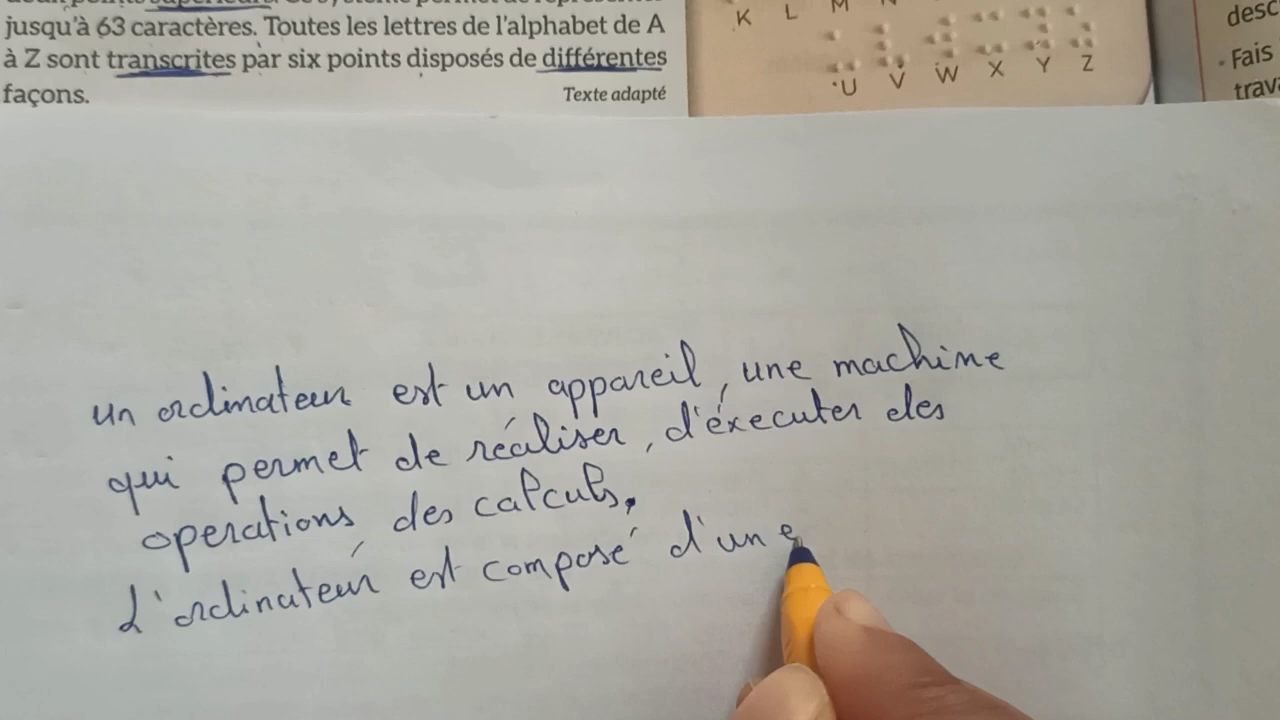 jusqu'à 63 caractères. Toutes les lettres de l'alphabet de A
à Z sont transcrites par six points disposés de différentes
façons.
Texte adapté
K L M
U V W X Y Z
desc
Fais
trav
un ordinateur est un appareil, une machine
qui permet de réaliser, d'éxecuter des
operations, des calculs.
L'ordinateur est composé d'une